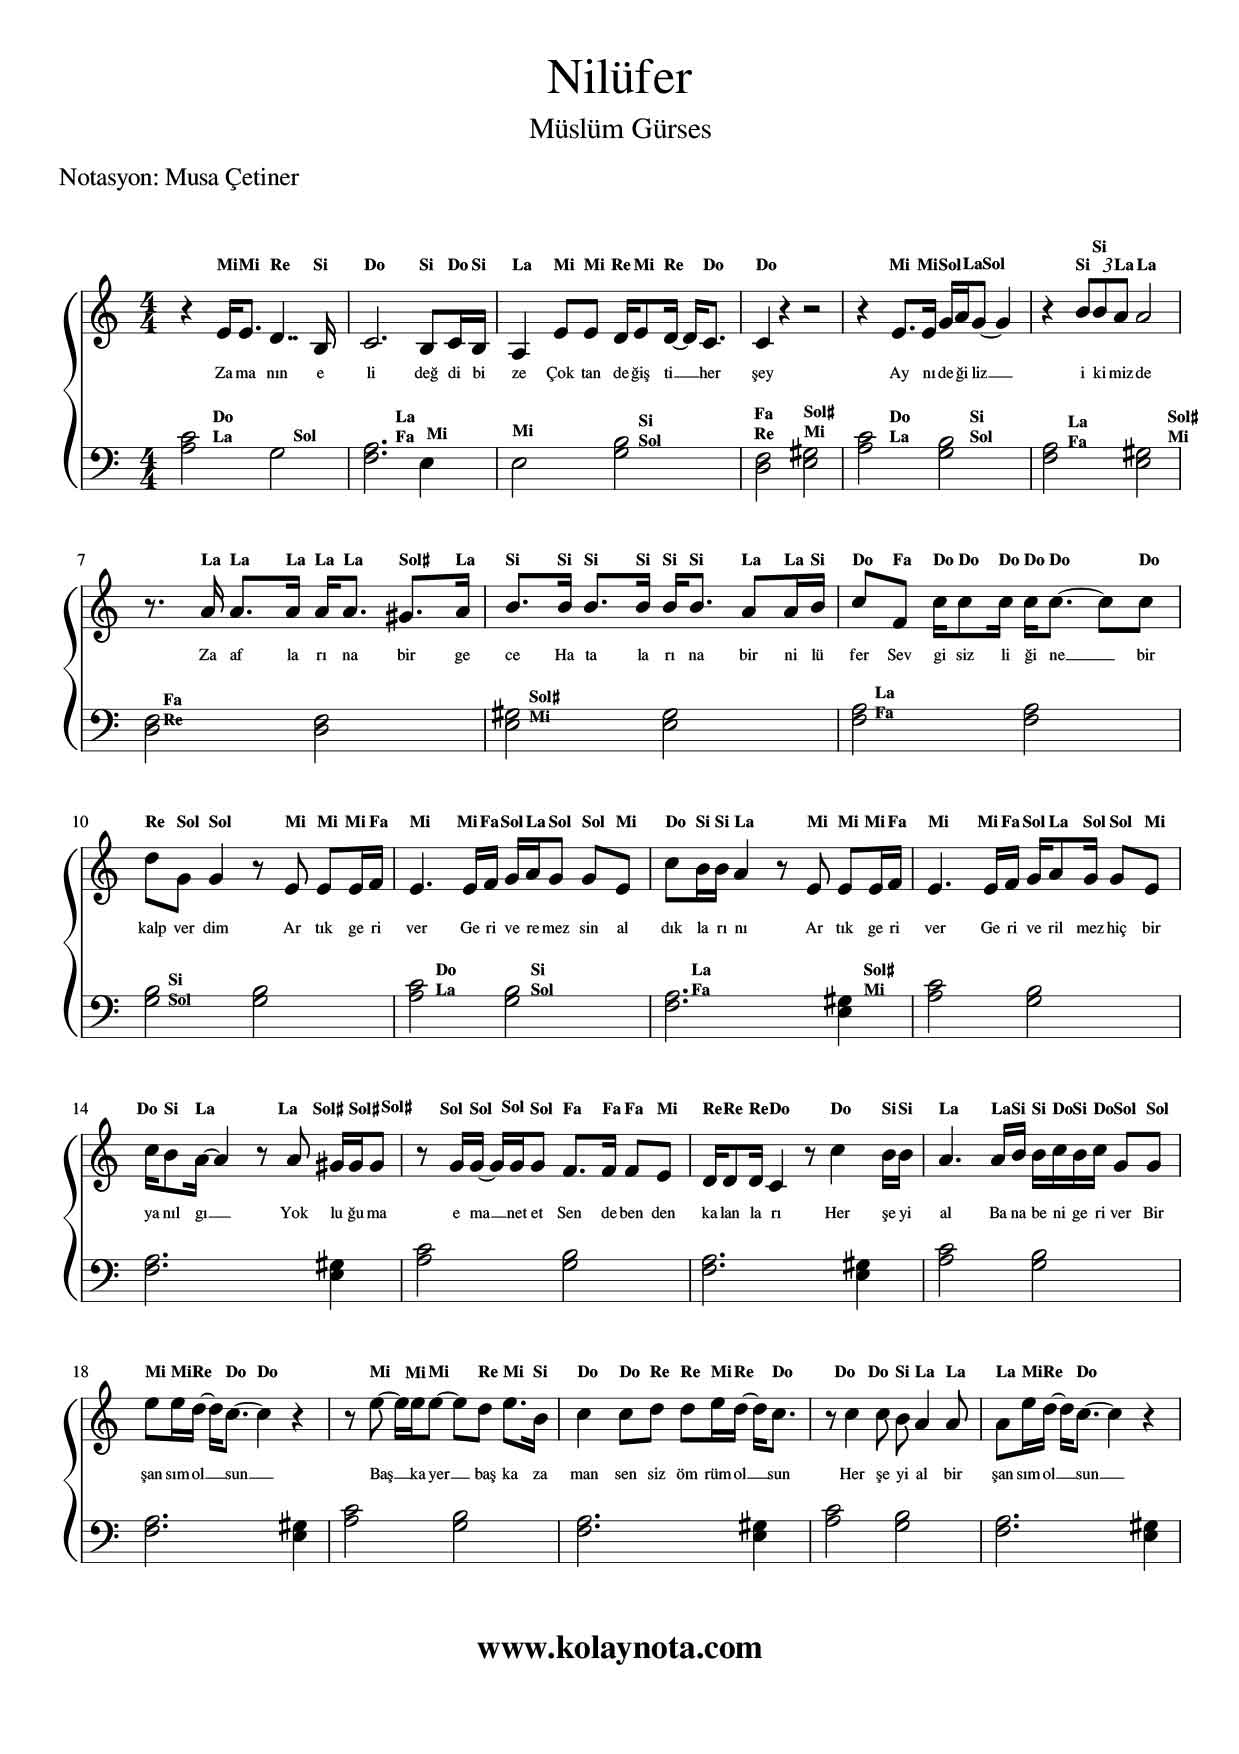 Nilüfer
Müslüm Gürses
Notasyon: Musa Çetiner
Si
Mi Mi Re Si Do Si Do Si La Mi Mi Re Mi Re Do Do Mi Mi Sol La Sol Si 3 La La
4 4
Za ma nın e li değ di bi ze Çok tan de ğiş ti her şey Ay nı de ği liz i ki miz de
Do La Sol La Fa Mi Mi Si Sol Fa Re Sol♯ Mi Do La Si Sol La Fa Sol♯ Mi
4 4
7 La La La La La Sol♯ La Si Si Si Si Si Si La La Si Do Fa Do Do Do Do Do Do
Za af la rı na bir ge ce Ha ta la rı na bir ni lü fer Sev gi siz li ği ne bir
Fa Re Sol♯ Mi La Fa
10 Re Sol Sol Mi Mi Mi Fa Mi Mi Fa Sol La Sol Sol Mi Do Si Si La Mi Mi Mi Fa Mi Mi Fa Sol La Sol Sol Mi
kalp ver dim Ar tık ge ri ver Ge ri ve re mez sin al dık la rı nı Ar tık ge ri ver Ge ri ve ril mez hiç bir
Si Sol Do La Si Sol La Fa Sol♯ Mi
14 Do Si La La Sol♯ Sol♯ Sol♯ Sol Sol Sol Sol Fa Fa Fa Mi Re Re Re Do Do Si Si La La Si Si Do Si Do Sol Sol
ya nıl gı Yok lu ğu ma e ma net et Sen de ben den ka lan la rı Her şe yi al Ba na be ni ge ri ver Bir
18 Mi Mi Re Do Do Mi Mi Mi Re Mi Si Do Do Re Re Mi Re Do Do Do Si La La La Mi Re Do
şan sım ol sun Baş ka yer baş ka za man sen siz öm rüm ol sun Her şe yi al bir şan sım ol sun
www.kolaynota.com